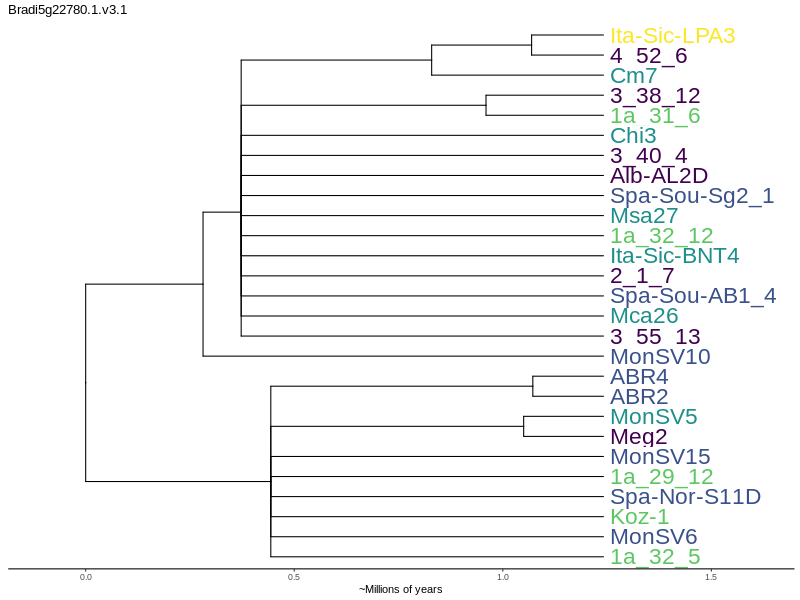 Bradi5g22780.1.v3.1
Ita-Sic-LPA3
4_52_6
Cm7
3_38_12
1a_31_6
Chi3
3_40_4
Alb-AL2D
Spa-Sou-Sg2_1
Msa27
1a_32_12
Ita-Sic-BNT4
2_1_7
Spa-Sou-AB1_4
Mca26
3_55_13
MonSV10
ABR4
ABR2
MonSV5
Meg2
MonSV15
1a_29_12
Spa-Nor-S11D
Koz-1
MonSV6
1a_32_5
0.0 0.5 1.0 1.5
~Millions of years